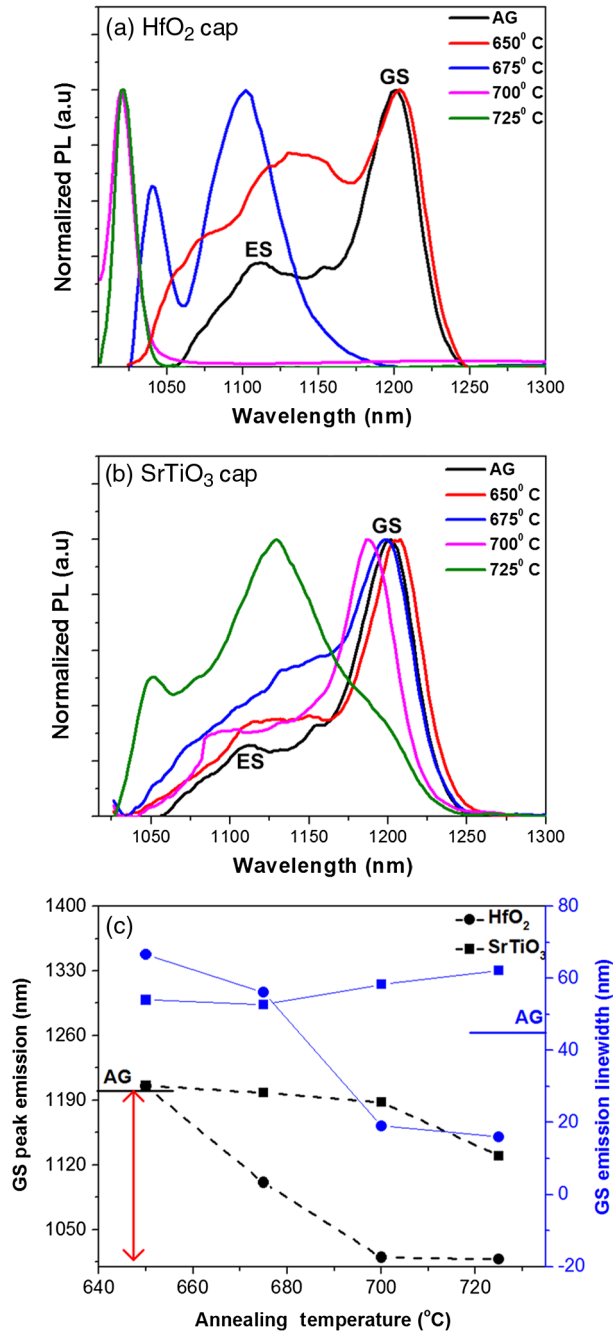 (a) HfO₂ cap
AG
650⁰ C
675⁰ C
700⁰ C
725⁰ C
GS
ES
Normalized PL (a.u)
1050 1100 1150 1200 1250 1300
Wavelength (nm)
(b) SrTiO₃ cap
AG
650⁰ C
675⁰ C
700⁰ C
725⁰ C
GS
ES
Normalized PL (a.u)
1050 1100 1150 1200 1250 1300
Wavelength (nm)
(c)
HfO₂
SrTiO₃
AG
AG
GS peak emission (nm)
1400
1330
1260
1190
1120
1050
GS emission linewidth (nm)
80
60
40
20
0
-20
640 660 680 700 720
Annealing temperature (°C)